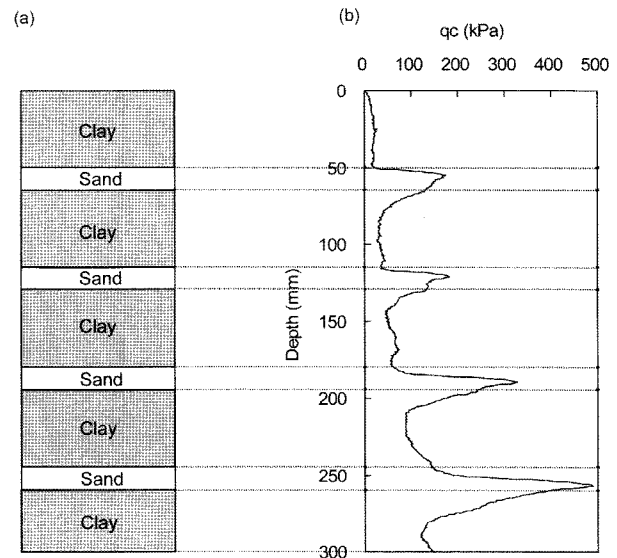 (a)
(b)
qc (kPa)
0 100 200 300 400 500
0
50
100
150
200
250
300
Depth (mm)
Clay
Sand
Clay
Sand
Clay
Sand
Clay
Sand
Clay